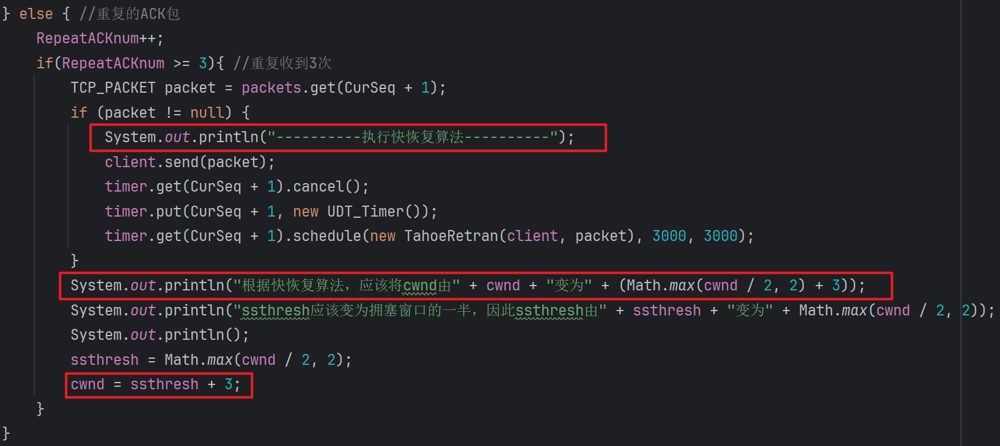 } else { //重复的ACK包
RepeatACKnum++;
if(RepeatACKnum >= 3){ //重复收到3次
TCP_PACKET packet = packets.get(CurSeq + 1);
if (packet != null) {
System.out.println("----------执行快恢复算法----------");
client.send(packet);
timer.get(CurSeq + 1).cancel();
timer.put(CurSeq + 1, new UDT_Timer());
timer.get(CurSeq + 1).schedule(new TahoeRetran(client, packet), 3000, 3000);
}
System.out.println("根据快恢复算法，应该将cwnd由" + cwnd + "变为" + (Math.max(cwnd / 2, 2) + 3));
System.out.println("ssthresh应该变为拥塞窗口的一半，因此ssthresh由" + ssthresh + "变为" + Math.max(cwnd / 2, 2));
System.out.println();
ssthresh = Math.max(cwnd / 2, 2);
cwnd = ssthresh + 3;
}
}